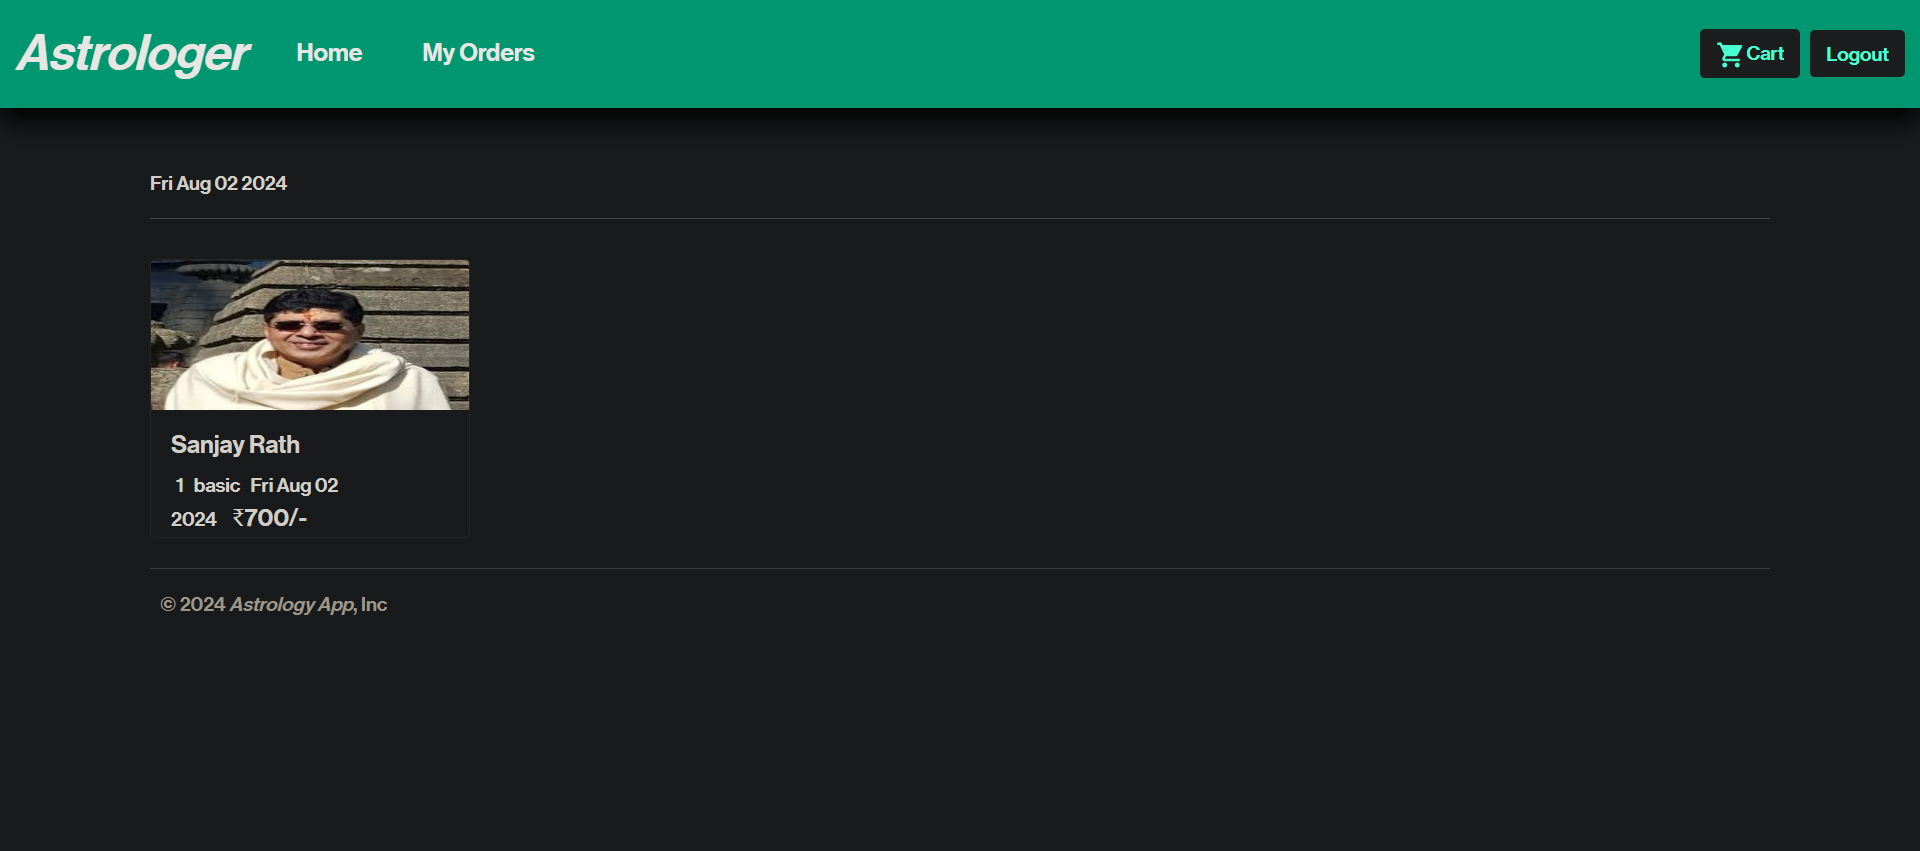 Astrologer Home My Orders Cart Logout
Fri Aug 02 2024
Sanjay Rath
1 basic Fri Aug 02
2024 ₹700/-
© 2024 Astrology App, Inc